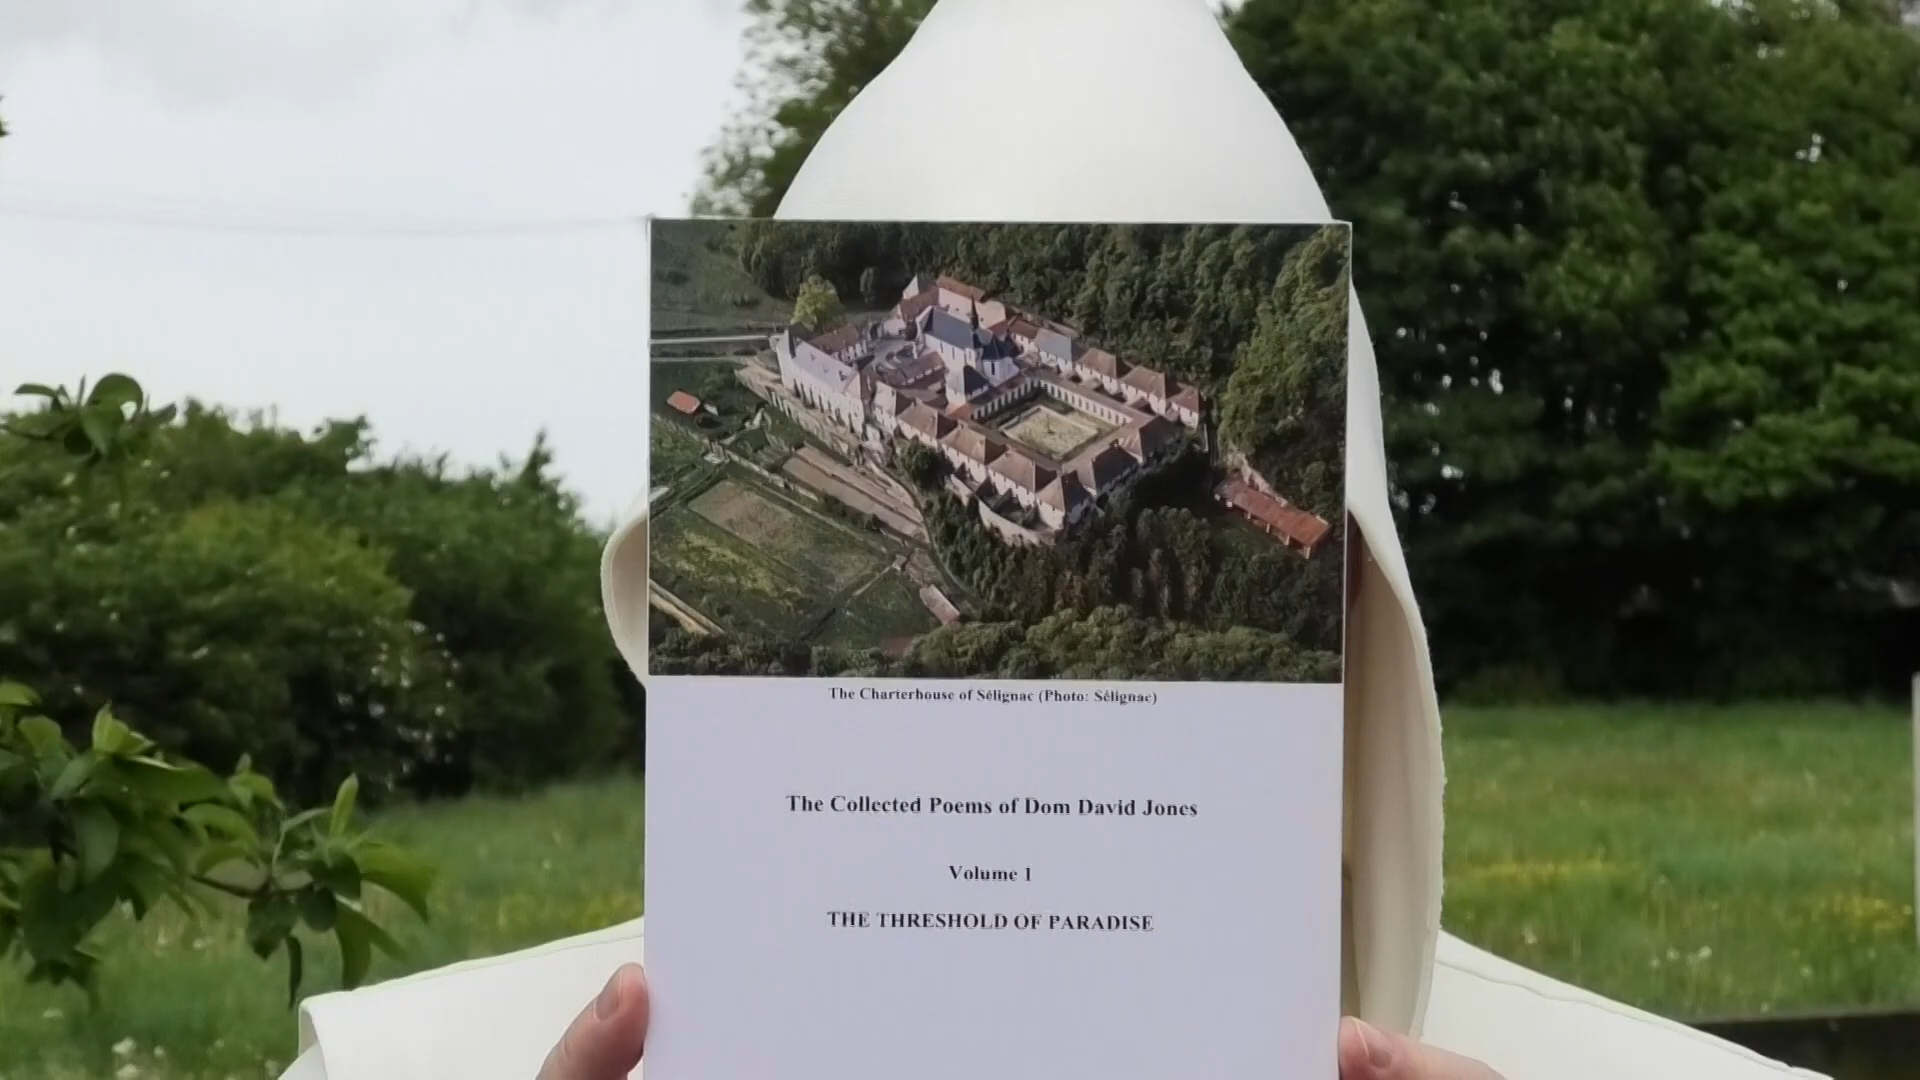 The Charterhouse of Sélignac (Photo: Sélignac)
The Collected Poems of Dom David Jones
Volume 1
THE THRESHOLD OF PARADISE